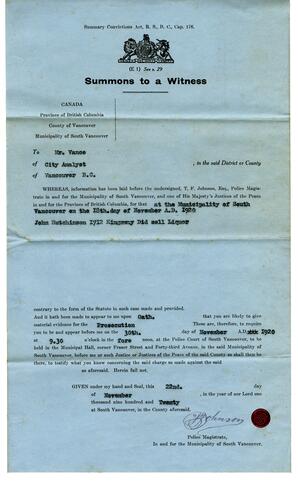 Summary Convictions Act, R. S., B. C., Cap. 176.
(K 1) See s. 29
Summons to a Witness
CANADA
Province of British Columbia
County of Vancouver
Municipality of South Vancouver
To Mr. Vance
of City Analyst , to the said District or County
of Vancouver B.C.
WHEREAS, information has been laid before the undersigned, T. F. Johnson, Esq., Police Magis-
trate in and for the Municipality of South Vancouver, and one of His Majesty's Justices of the Peace
in and for the Province of British Columbia, for that at the Municipality of South
Vancouver on the 18th.day of November A.D. 1920
John Hutchinson 1912 Kingsway Did sell Liquor
contrary to the form of the Statute in such case made and provided.
And it hath been made to appear to me upon Oath. that you are likely to give
material evidence for the Prosecution These are, therefore, to require
you to be and appear before me on the 30th. day of November A.D. 1920
at 9.30 o'clock in the fore noon, at the Police Court of South Vancouver, to be
held in the Municipal Hall, corner Fraser Street and Forty-third Avenue, in the said Municipality of
South Vancouver, before me or such Justice or Justices of the Peace of the said County as shall then be
there, to testify what you know concerning the said charge so made against the said
as aforesaid. Herein fail not.
GIVEN under my hand and Seal, this 22nd. day
of November , in the year of our Lord one
thousand nine hundred and Twenty
at South Vancouver, in the County aforesaid.
Johnson
Police Magistrate,
In and for the Municipality of South Vancouver.